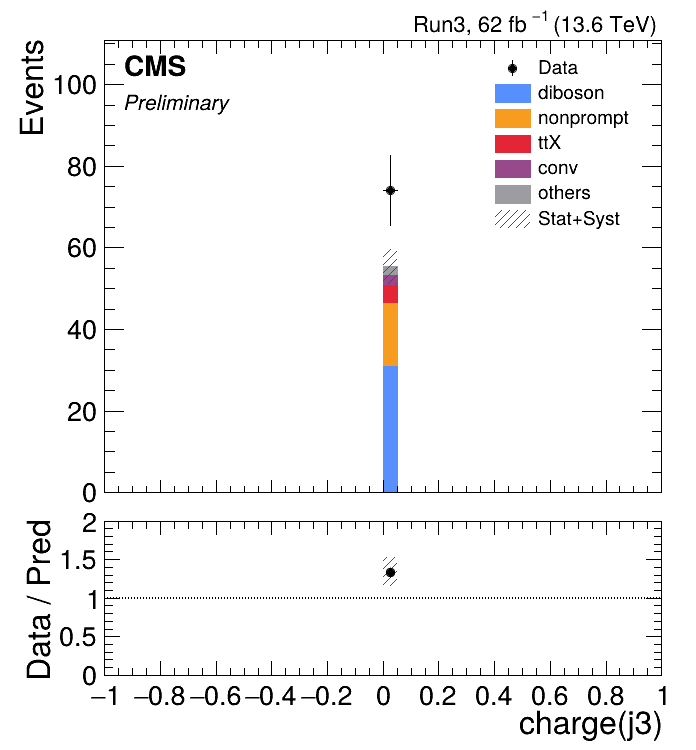 Run3, 62 fb⁻¹ (13.6 TeV)
CMS
Preliminary
Events
100
80
60
40
20
0
Data
diboson
nonprompt
ttX
conv
others
Stat+Syst
Data / Pred
2
1.5
1
0.5
0
−1 −0.8 −0.6 −0.4 −0.2 0 0.2 0.4 0.6 0.8 1
charge(j3)